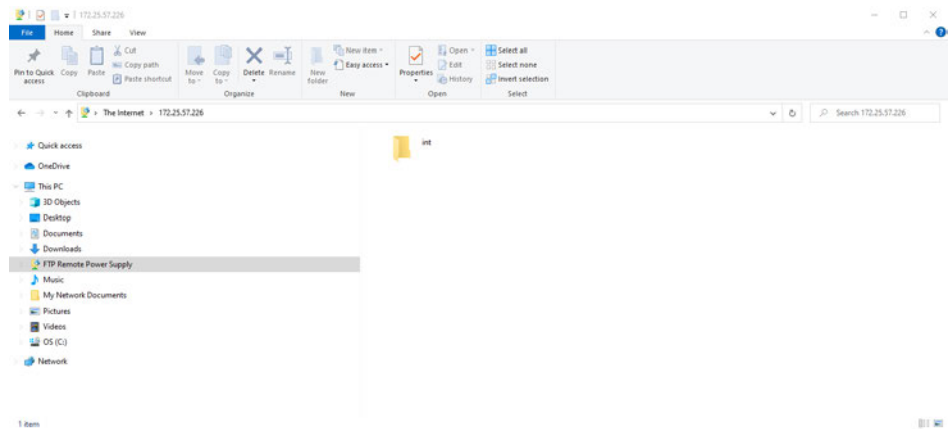 172.25.57.226
File Home Share View
Pin to Quick access
Copy
Paste
Cut
Copy path
Paste shortcut
Clipboard
Move to
Copy to
Delete
Rename
Organize
New folder
New item
Easy access
New
Properties
Open
Edit
History
Open
Select all
Select none
Invert selection
Select
The Internet 172.25.57.226
Search 172.25.57.226
Quick access
OneDrive
This PC
3D Objects
Desktop
Documents
Downloads
FTP Remote Power Supply
Music
My Network Documents
Pictures
Videos
OS (C:)
Network
int
1 item